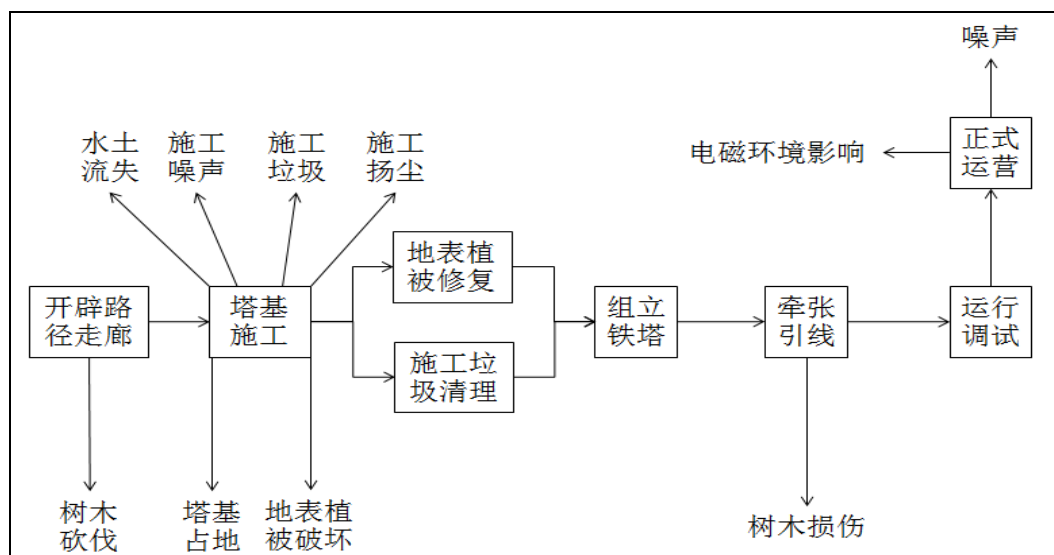 噪声
水土
流失
施工
噪声
施工
垃圾
施工
扬尘
正式
运营
电磁环境影响
地表植
被修复
开辟路
径走廊
塔基
施工
组立
铁塔
牵张
引线
运行
调试
施工垃
圾清理
树木
砍伐
塔基
占地
地表植
被破坏
树木损伤